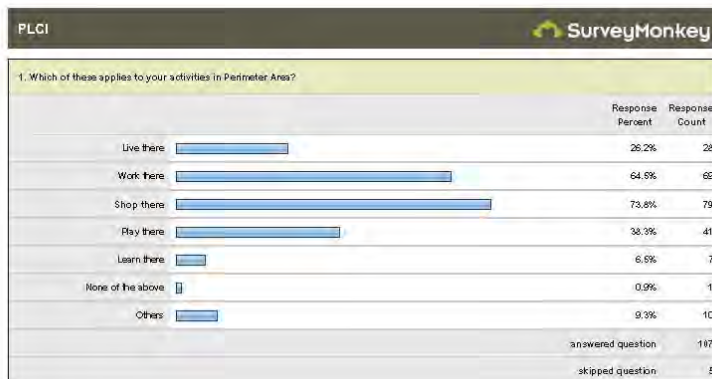 PLCI
SurveyMonkey
1. Which of these applies to your activities in Perimeter Area?
Response Percent
Response Count
Live there 26.2% 28
Work there 64.5% 69
Shop there 73.8% 79
Play there 38.3% 41
Learn there 6.5% 7
None of the above 0.9% 1
Others 9.3% 10
answered question 107
skipped question 5